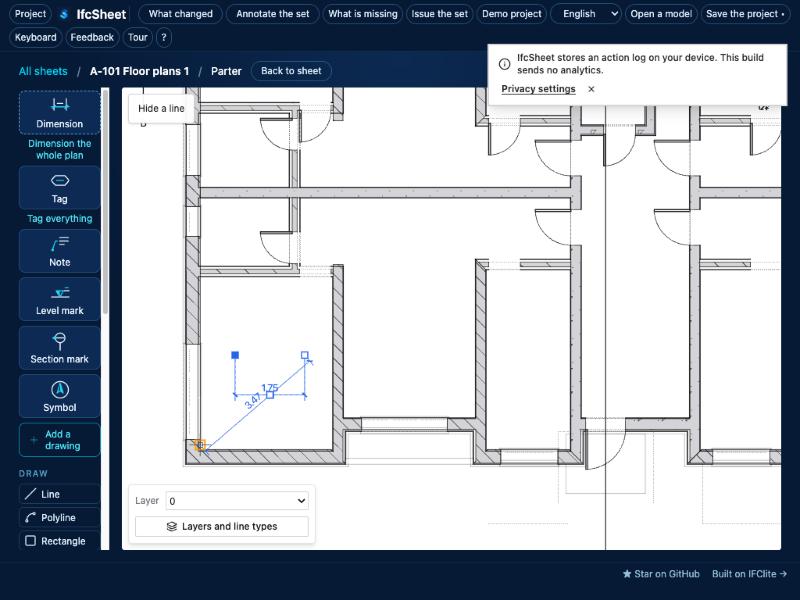 Project
IfcSheet
What changed
Annotate the set
What is missing
Issue the set
Demo project
English
Open a model
Save the project
Keyboard
Feedback
Tour
?
IfcSheet stores an action log on your device. This build
sends no analytics.
Privacy settings
All sheets / A-101 Floor plans 1 / Parter
Back to sheet
Hide a line
Dimension
Dimension the
whole plan
Tag
Tag everything
Note
Level mark
Section mark
Symbol
+ Add a
drawing
DRAW
Line
Polyline
Rectangle
1.75
3.47
Layer
0
Layers and line types
Star on GitHub
Built on IFClite →